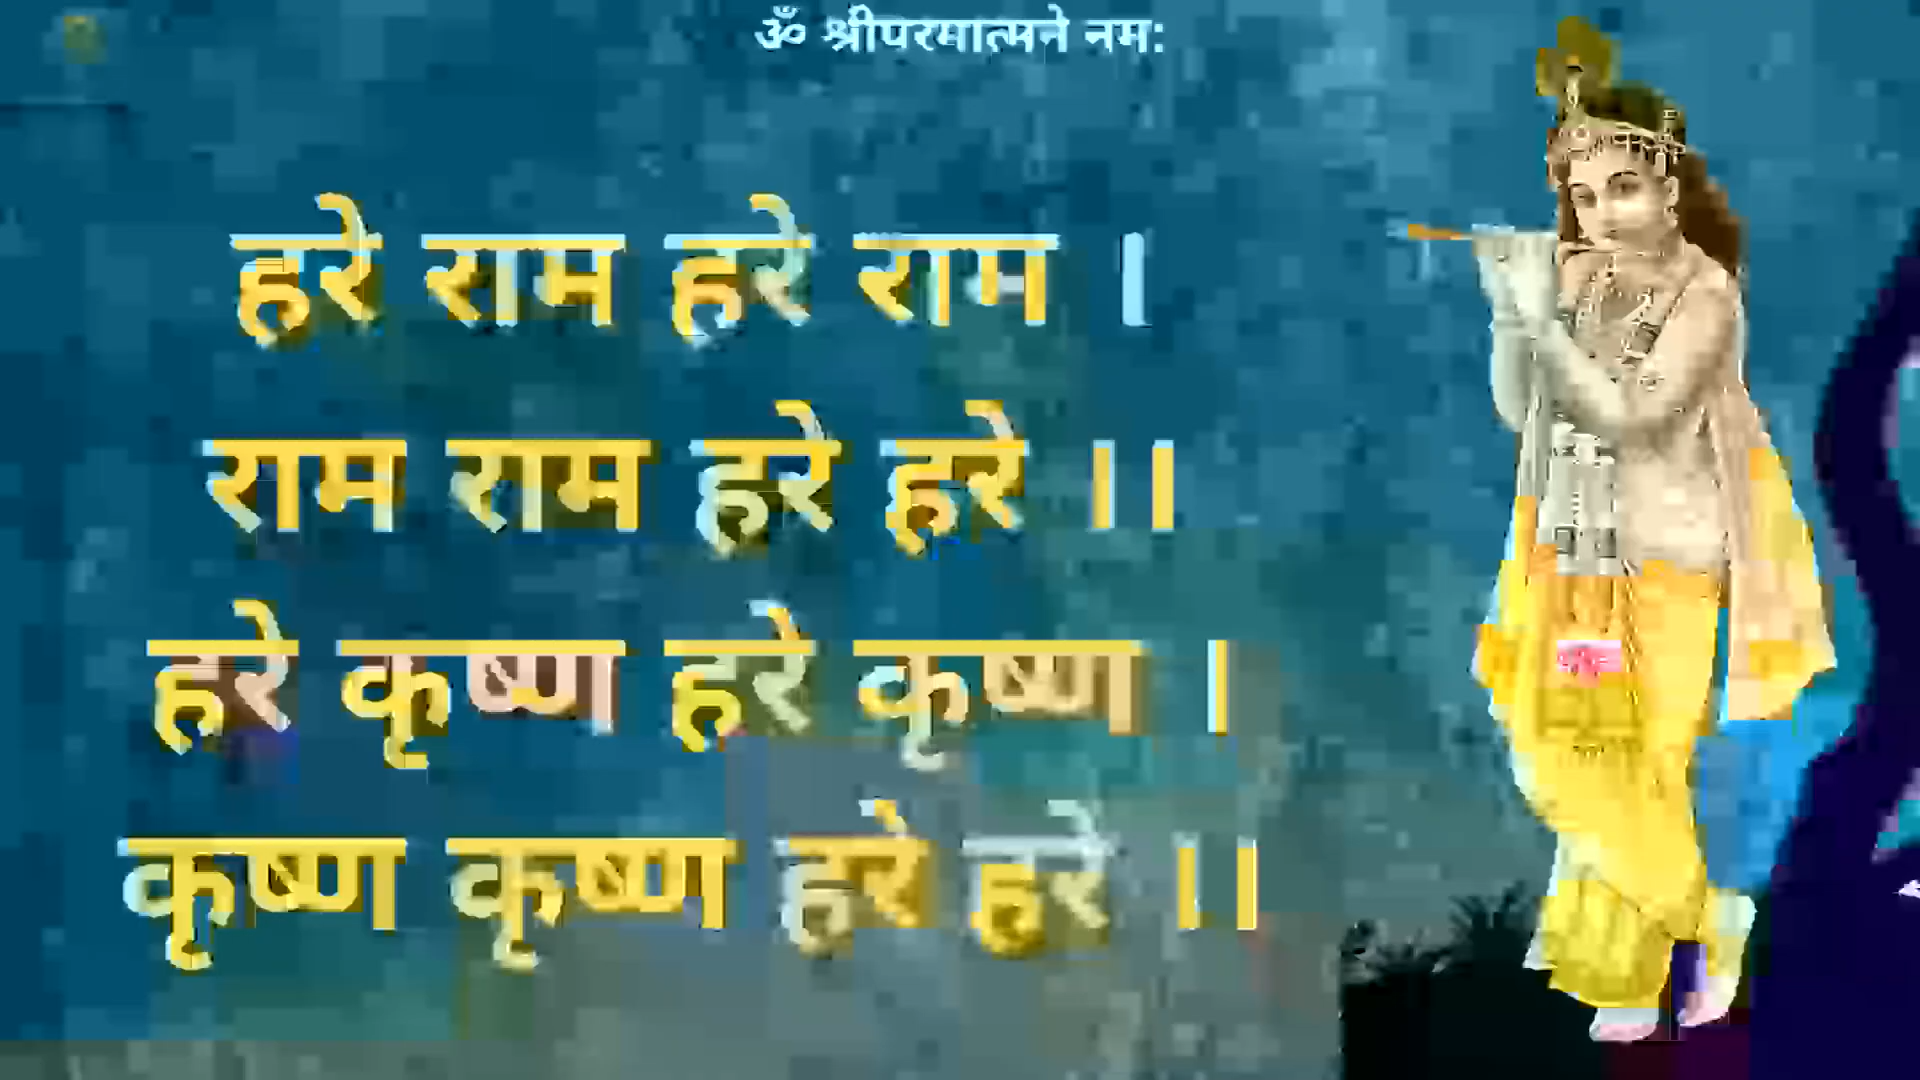 ॐ श्रीपरमात्मने नम:
हरे राम हरे राम ।
राम राम हरे हरे ।।
हरे कृष्ण हरे कृष्ण ।
कृष्ण कृष्ण हरे हरे ।।